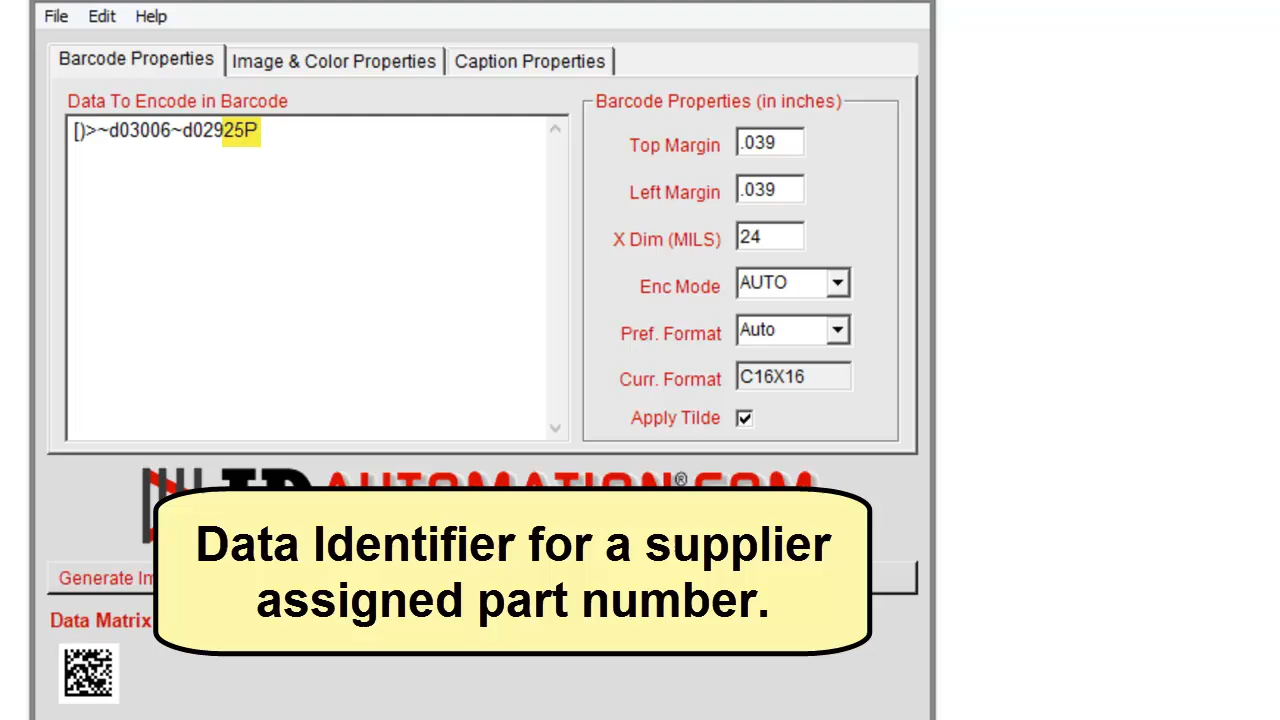 File Edit Help
Barcode Properties Image & Color Properties Caption Properties
Data To Encode in Barcode
[)>~d03006~d02925P
Barcode Properties (in inches)
Top Margin .039
Left Margin .039
X Dim (MILS) 24
Enc Mode AUTO
Pref. Format Auto
Curr. Format C16X16
Apply Tilde
Data Identifier for a supplier
assigned part number.
Generate
Data Matrix